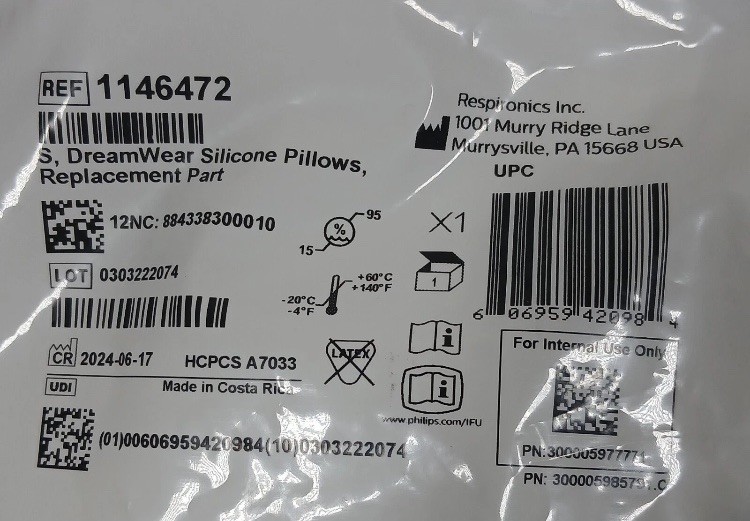 REF 1146472
S, DreamWear Silicone Pillows,
Replacement Part
12NC: 884338300010
LOT 0303222074
CR 2024-06-17 HCPCS A7033
UDI Made in Costa Rica
(01)00606959420984(10)0303222074
% 95
15
+60°C
+140°F
-20°C
-4°F
LATEX
Respironics Inc.
1001 Murry Ridge Lane
Murrysville, PA 15668 USA
UPC
X1
1
i
i
www.philips.com/IFU
6 06959 42098 4
For Internal Use Only
PN:
PN: